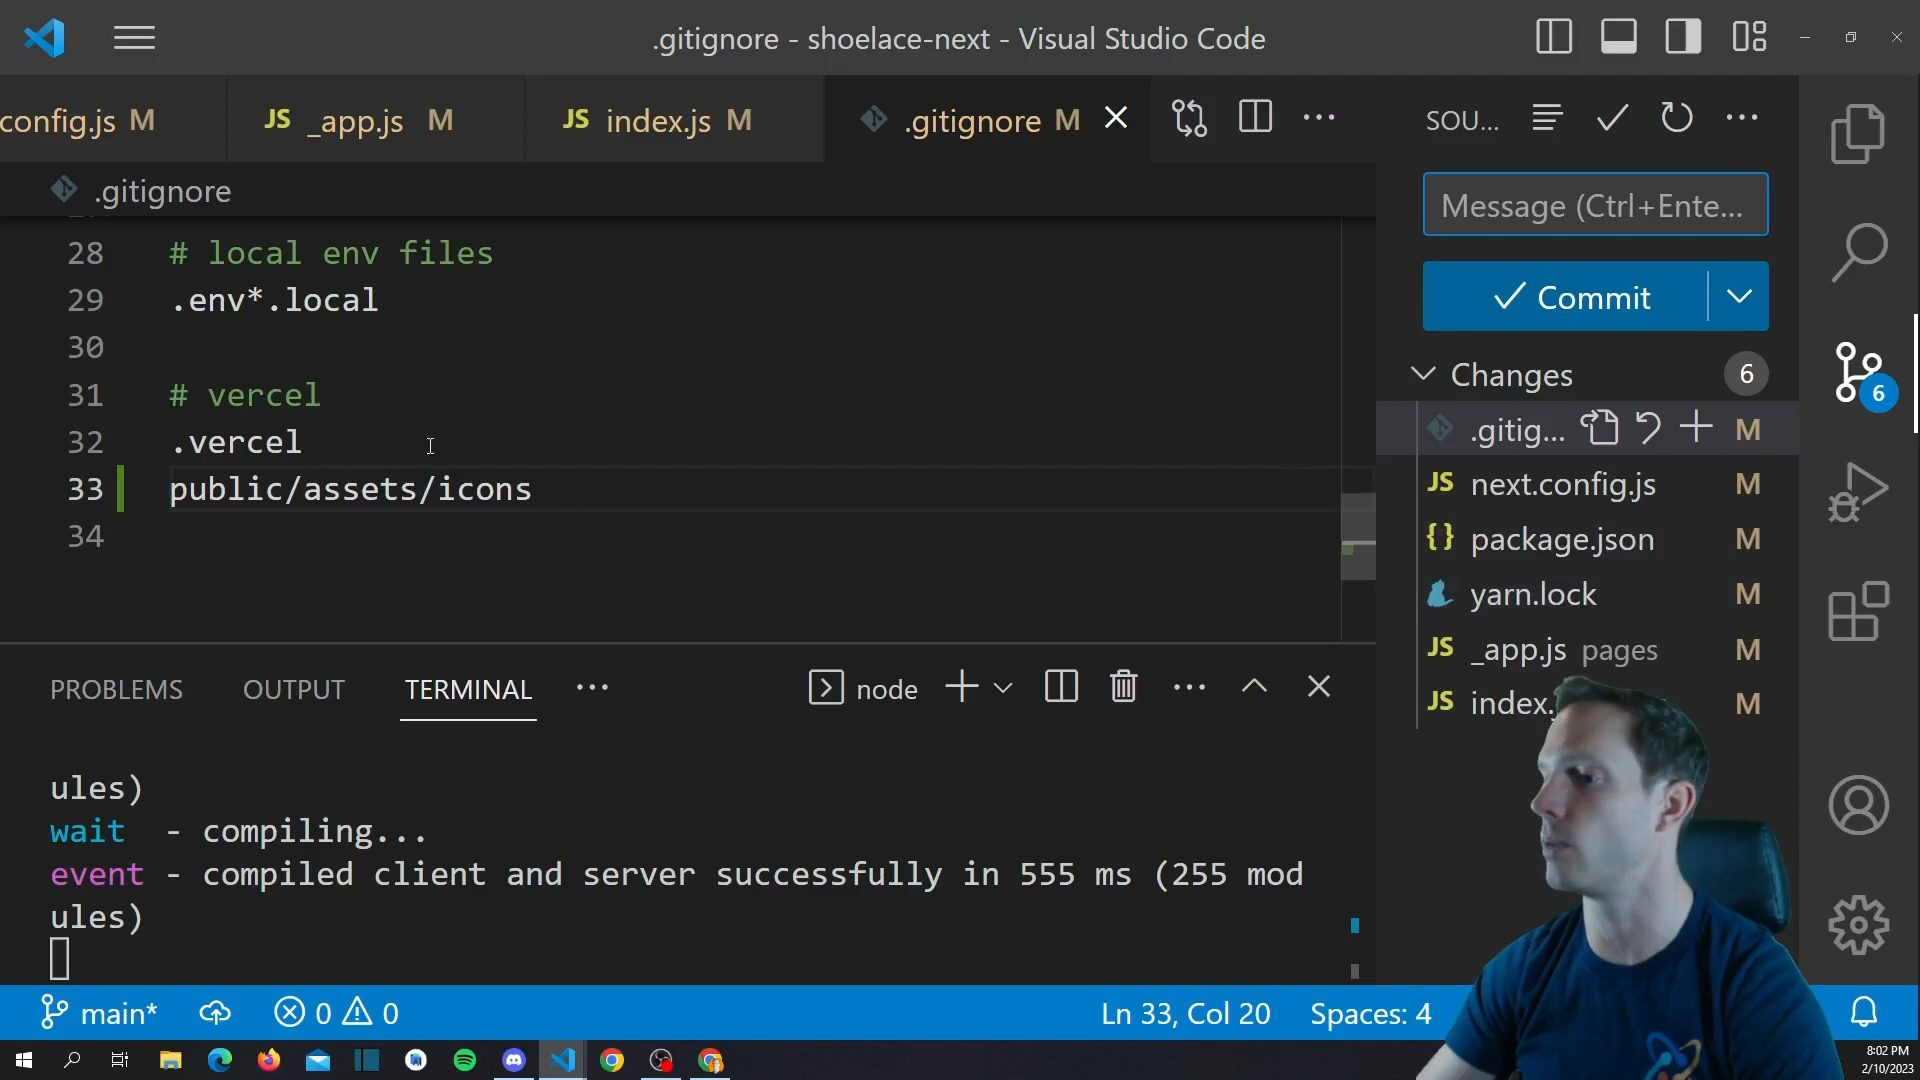 .gitignore - shoelace-next - Visual Studio Code
config.js M
JS _app.js M
JS index.js M
.gitignore M
SOU...
.gitignore
Message (Ctrl+Ente...
28 # local env files
29 .env*.local
30
31 # vercel
32 .vercel
33 public/assets/icons
34
Commit
Changes 6
6
.gitig... M
JS next.config.js M
{} package.json M
yarn.lock M
JS _app.js pages M
JS index. M
PROBLEMS OUTPUT TERMINAL
node
ules)
wait - compiling...
event - compiled client and server successfully in 555 ms (255 mod
ules)
main* 0 0
Ln 33, Col 20 Spaces: 4
8:02 PM
2/10/2023